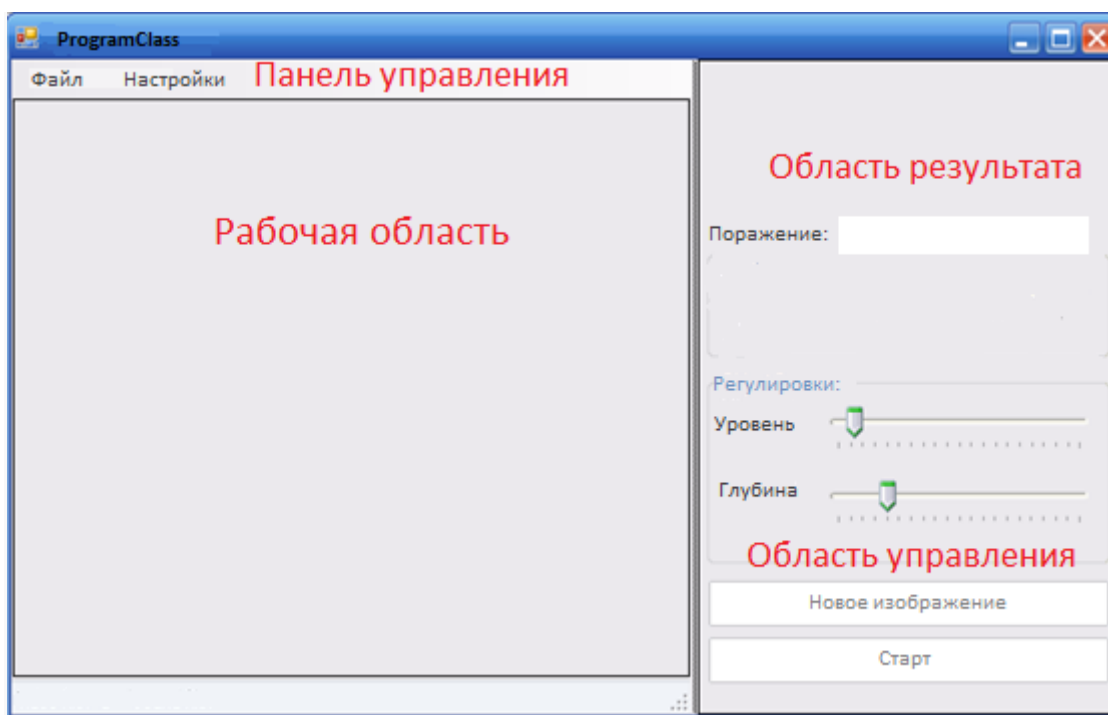 ProgramClass
Файл Настройки Панель управления
Рабочая область
Область результата
Поражение:
Регулировки:
Уровень
Глубина
Область управления
Новое изображение
Старт